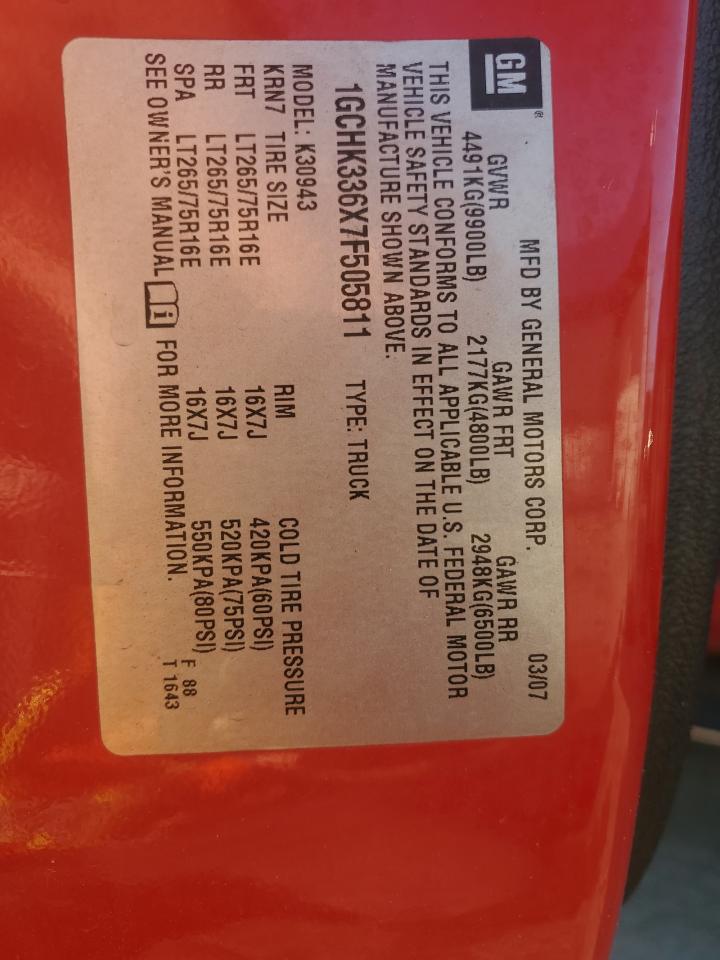 GM®
MFD BY GENERAL MOTORS CORP. 03/07
GVWR GAWR FRT GAWR RR
4491KG(9900LB) 2177KG(4800LB) 2948KG(6500LB)
THIS VEHICLE CONFORMS TO ALL APPLICABLE U.S. FEDERAL MOTOR
VEHICLE SAFETY STANDARDS IN EFFECT ON THE DATE OF
MANUFACTURE SHOWN ABOVE.
1GCHK336X7F505811 TYPE: TRUCK
MODEL: K30943
KRN7 TIRE SIZE RIM COLD TIRE PRESSURE
FRT LT265/75R16E 16X7J 420KPA(60PSI)
RR LT265/75R16E 16X7J 520KPA(75PSI)
SPA LT265/75R16E 16X7J 550KPA(80PSI)
SEE OWNER'S MANUAL i FOR MORE INFORMATION.
F 88
T 1643